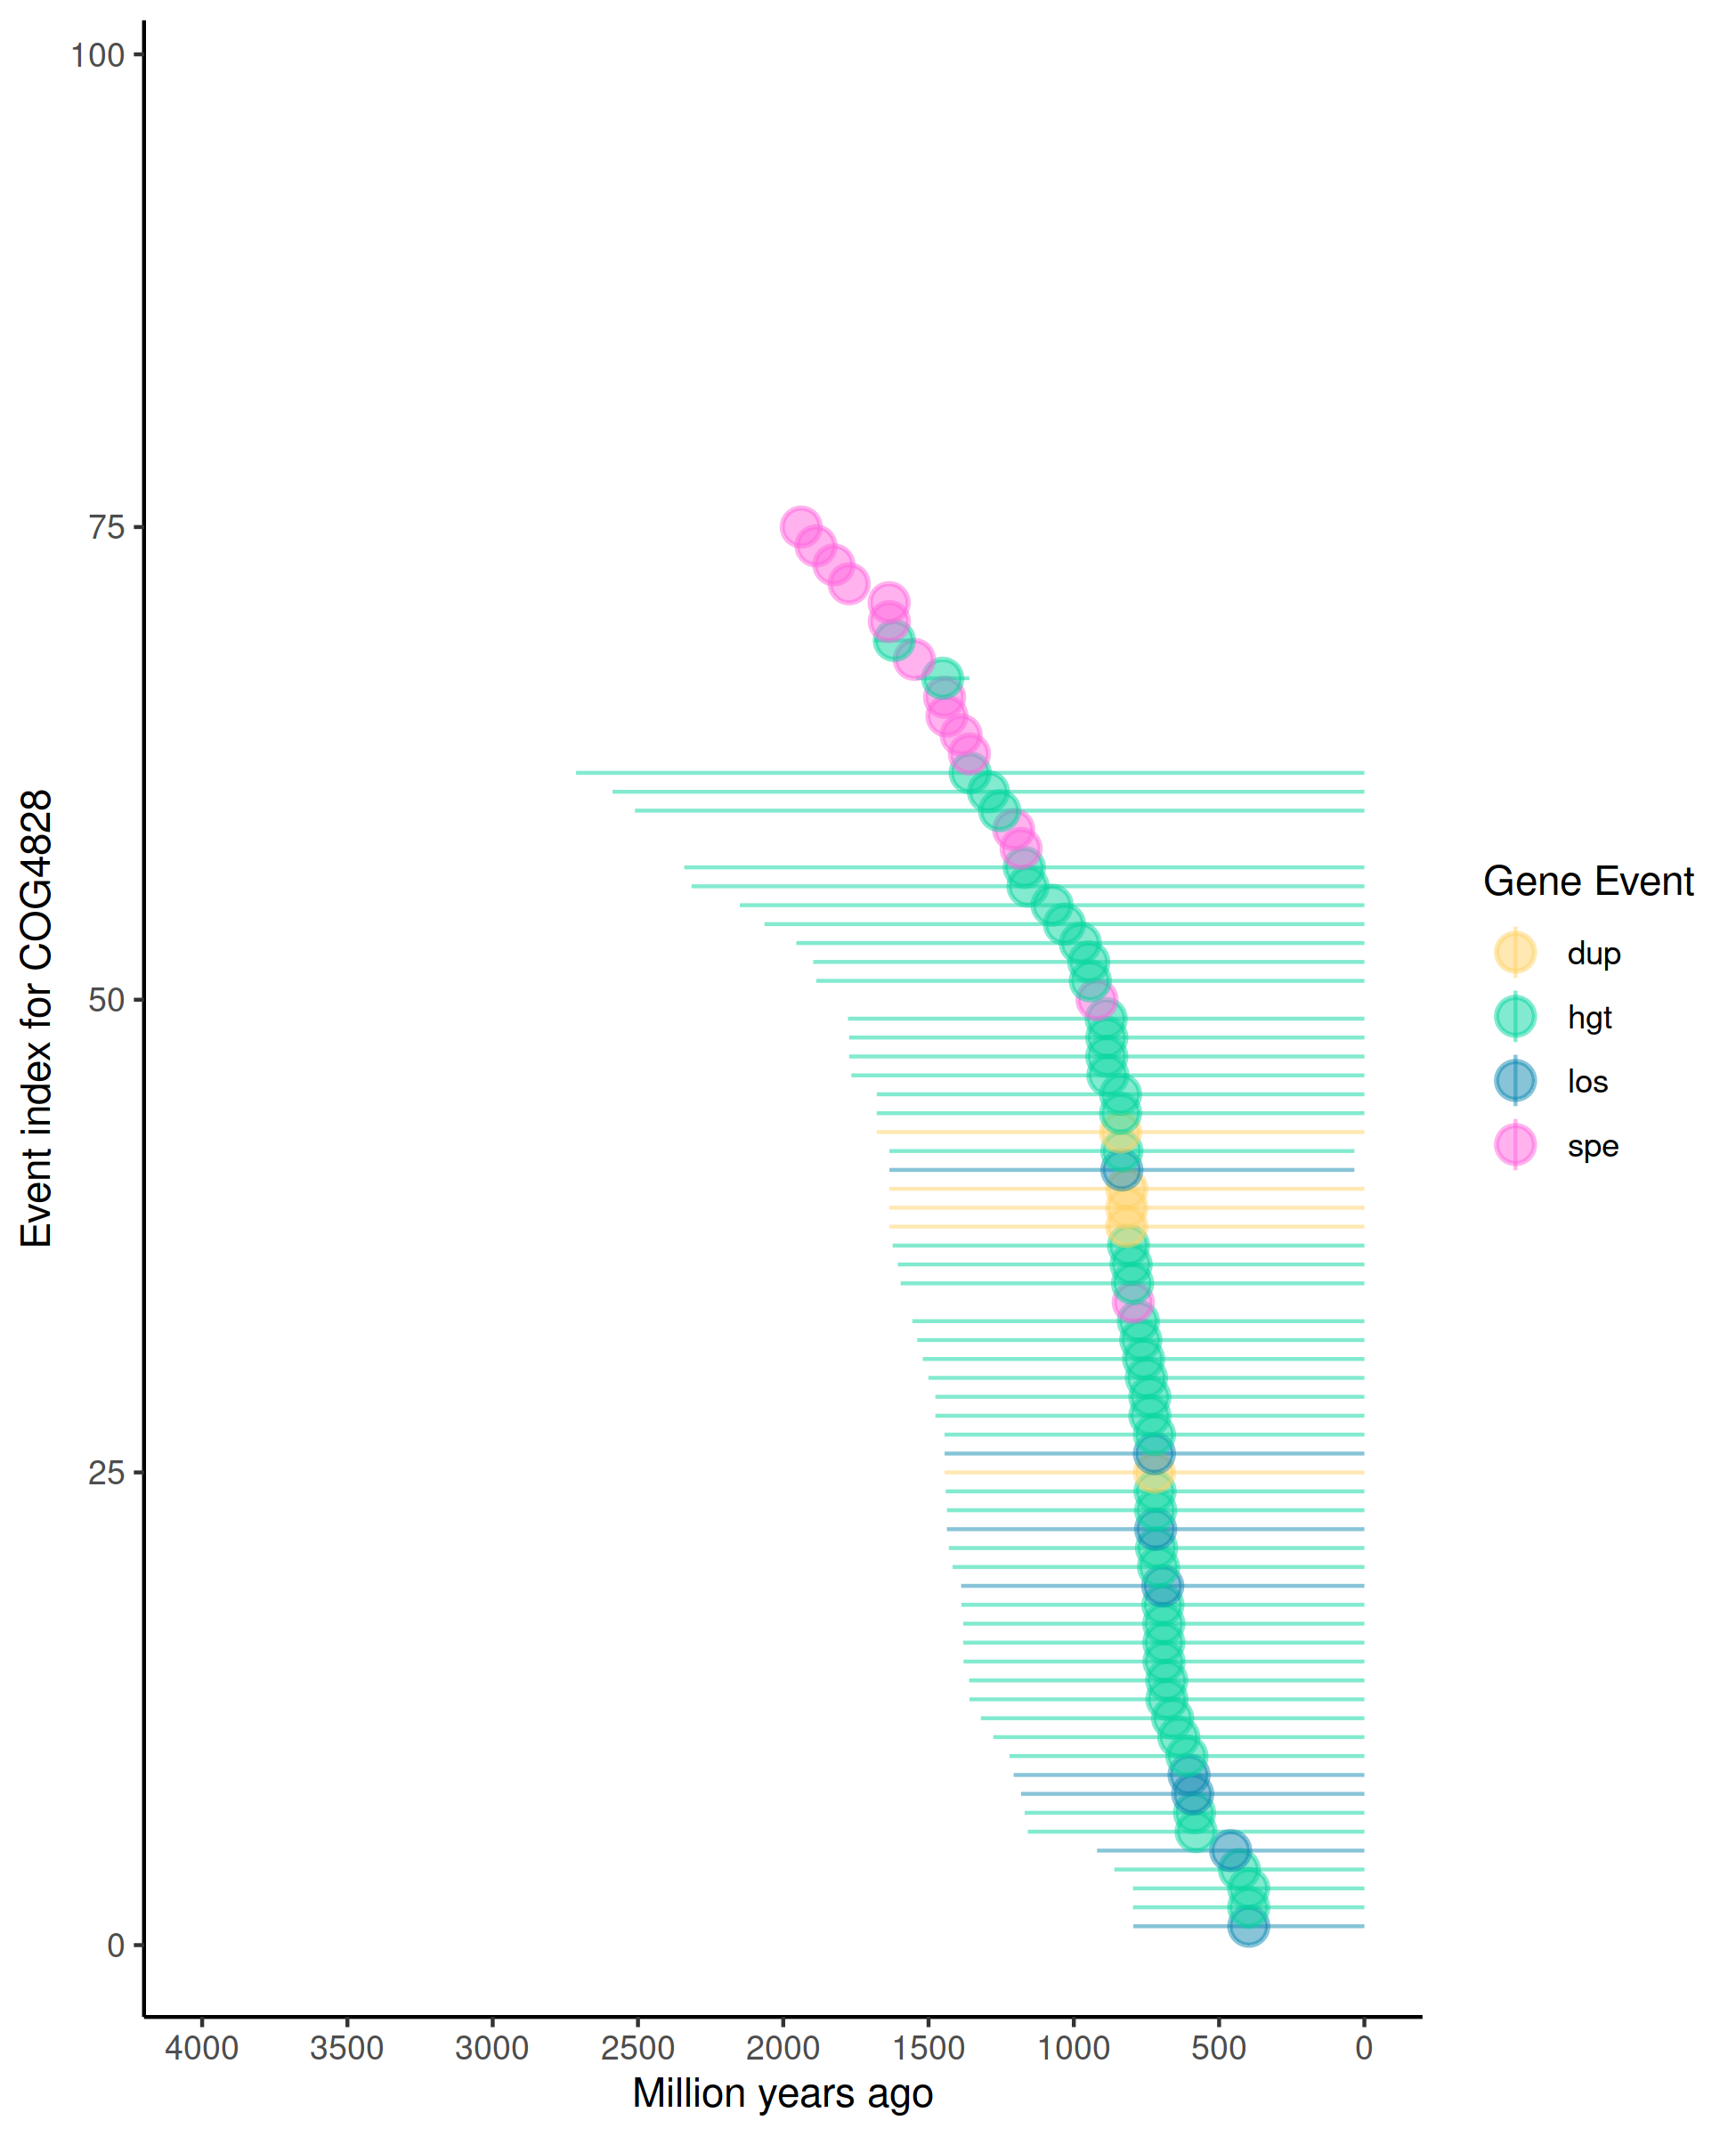 100
75
50
25
0
Event index for COG4828
4000 3500 3000 2500 2000 1500 1000 500 0
Million years ago
Gene Event
dup
hgt
los
spe